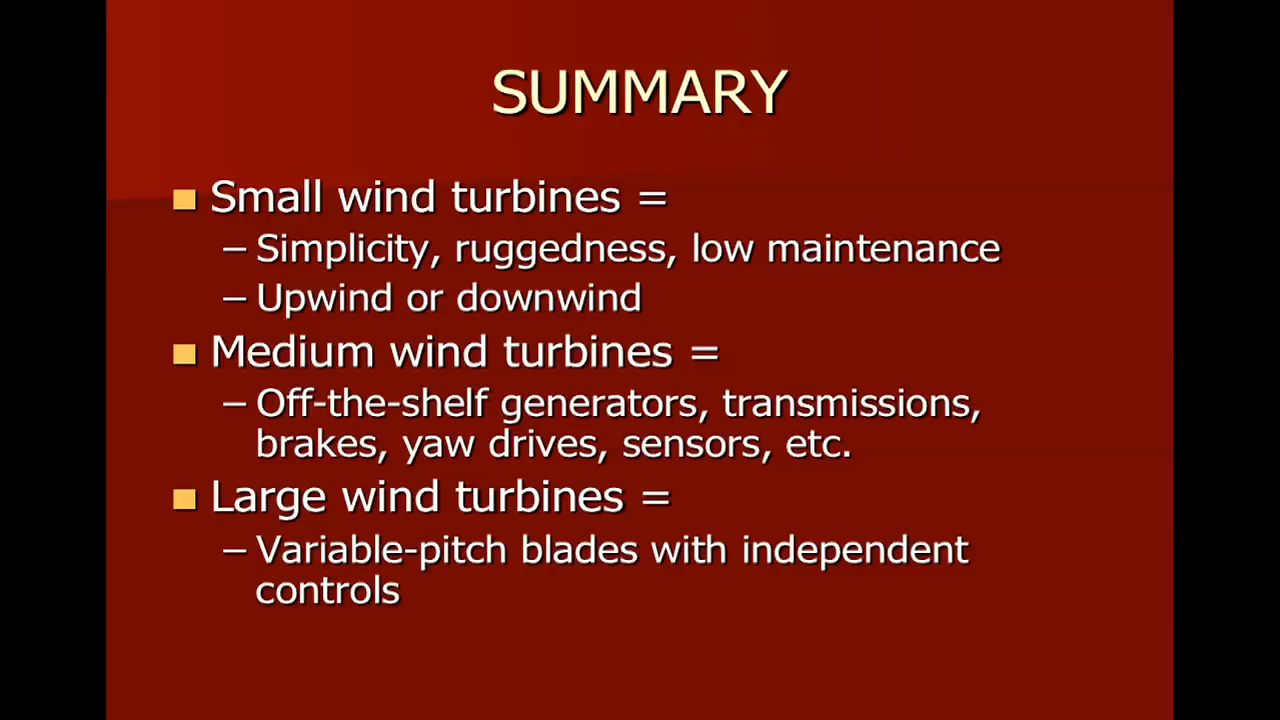 SUMMARY
Small wind turbines =
– Simplicity, ruggedness, low maintenance
– Upwind or downwind
Medium wind turbines =
– Off-the-shelf generators, transmissions,
brakes, yaw drives, sensors, etc.
Large wind turbines =
– Variable-pitch blades with independent
controls